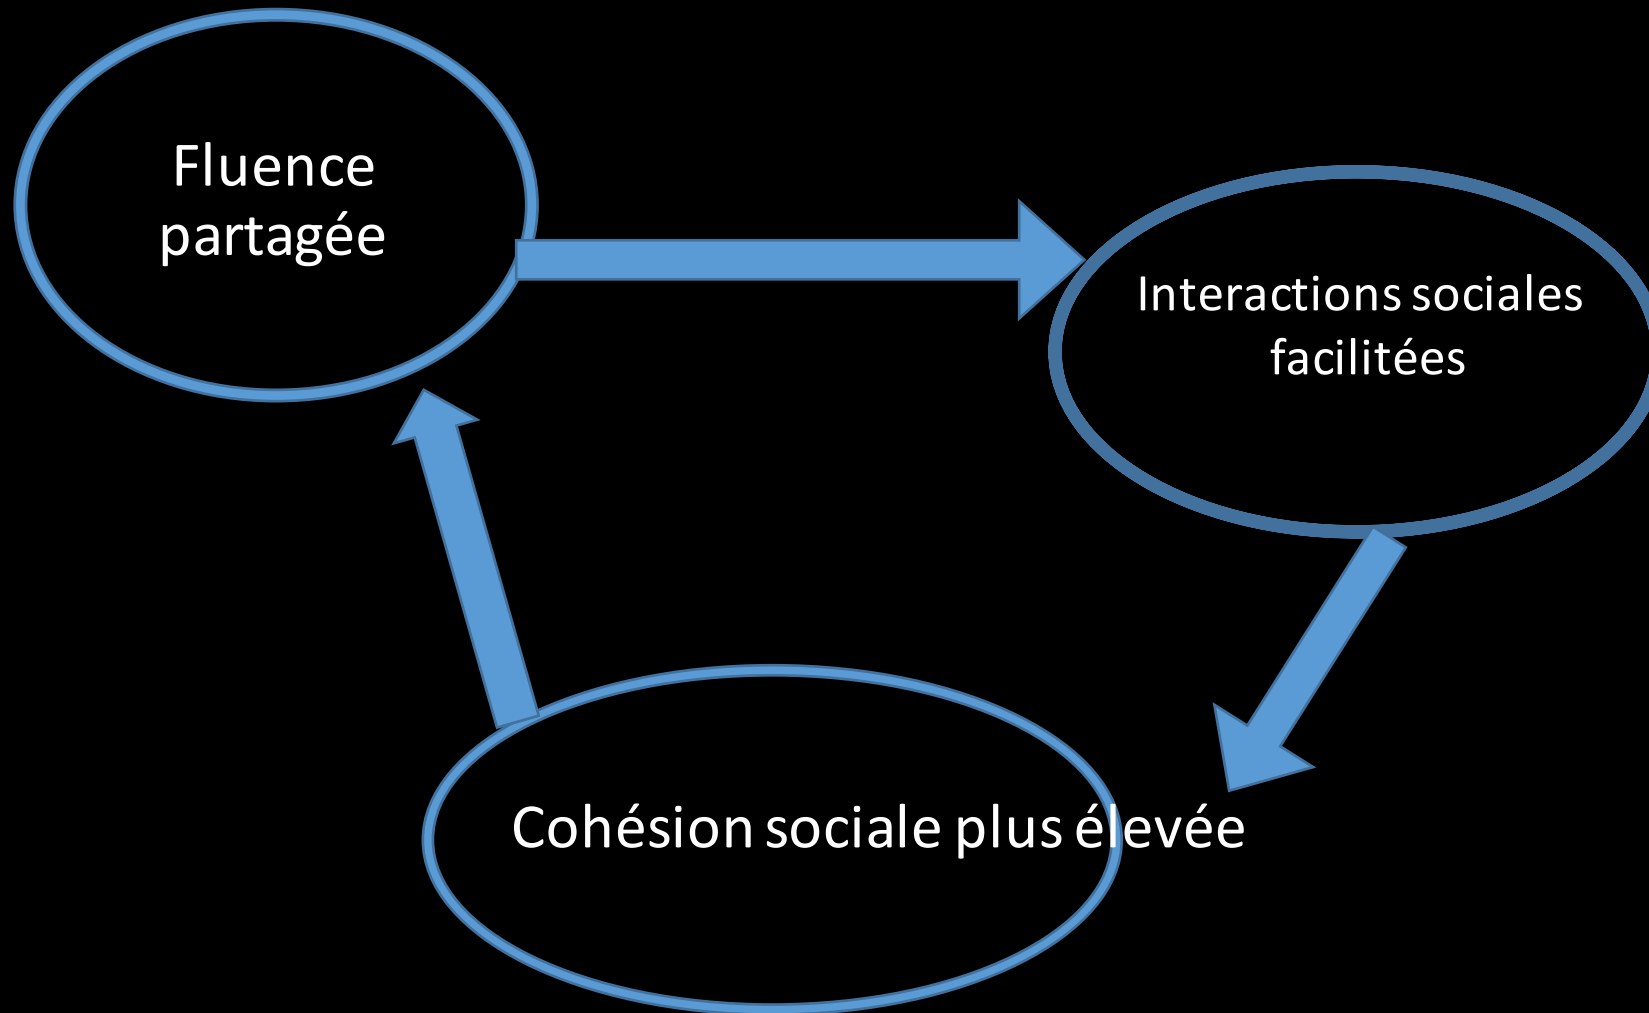 Fluence
partagée
Interactions sociales
facilitées
Cohésion sociale plus élevée